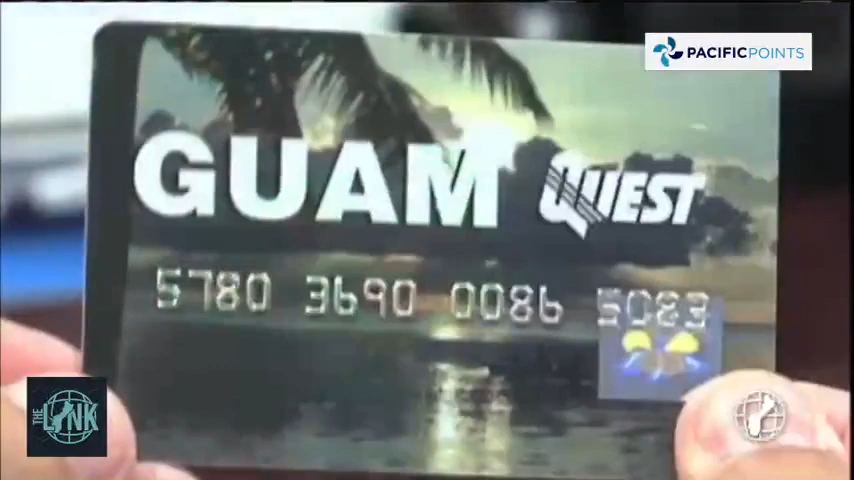 PACIFICPOINTS
GUAM QUEST
5780 3690 0086 5083
THE LINK